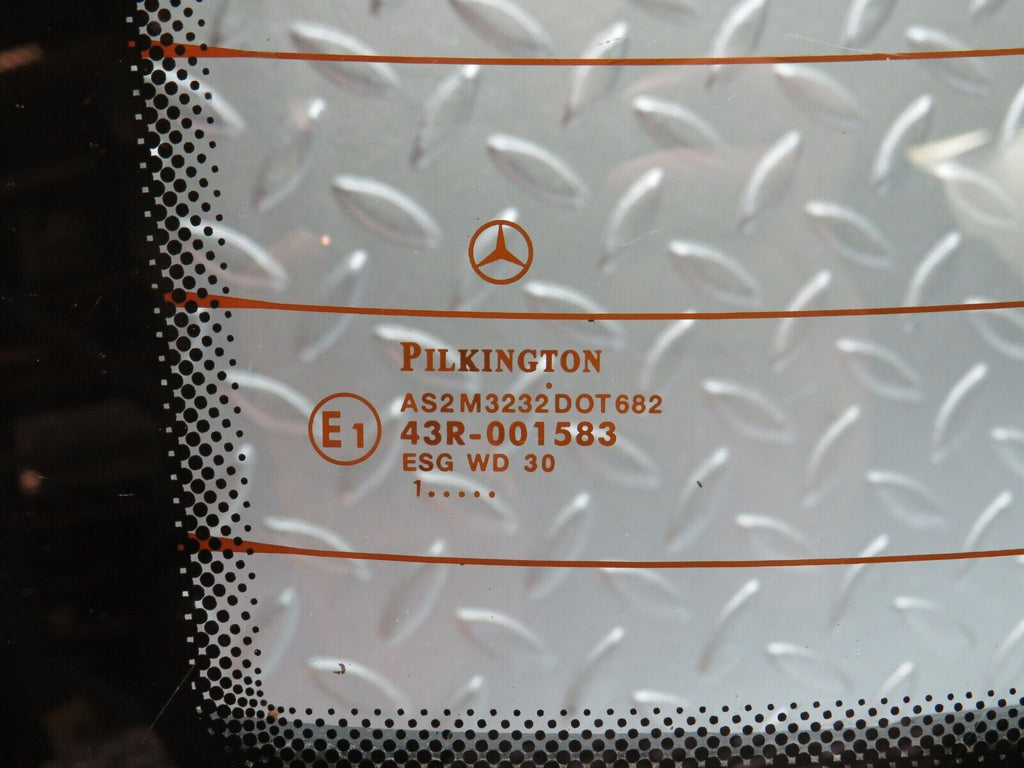 PILKINGTON
AS2 M3232 DOT 682
E1
43R-001583
ESG WD 30
1.....